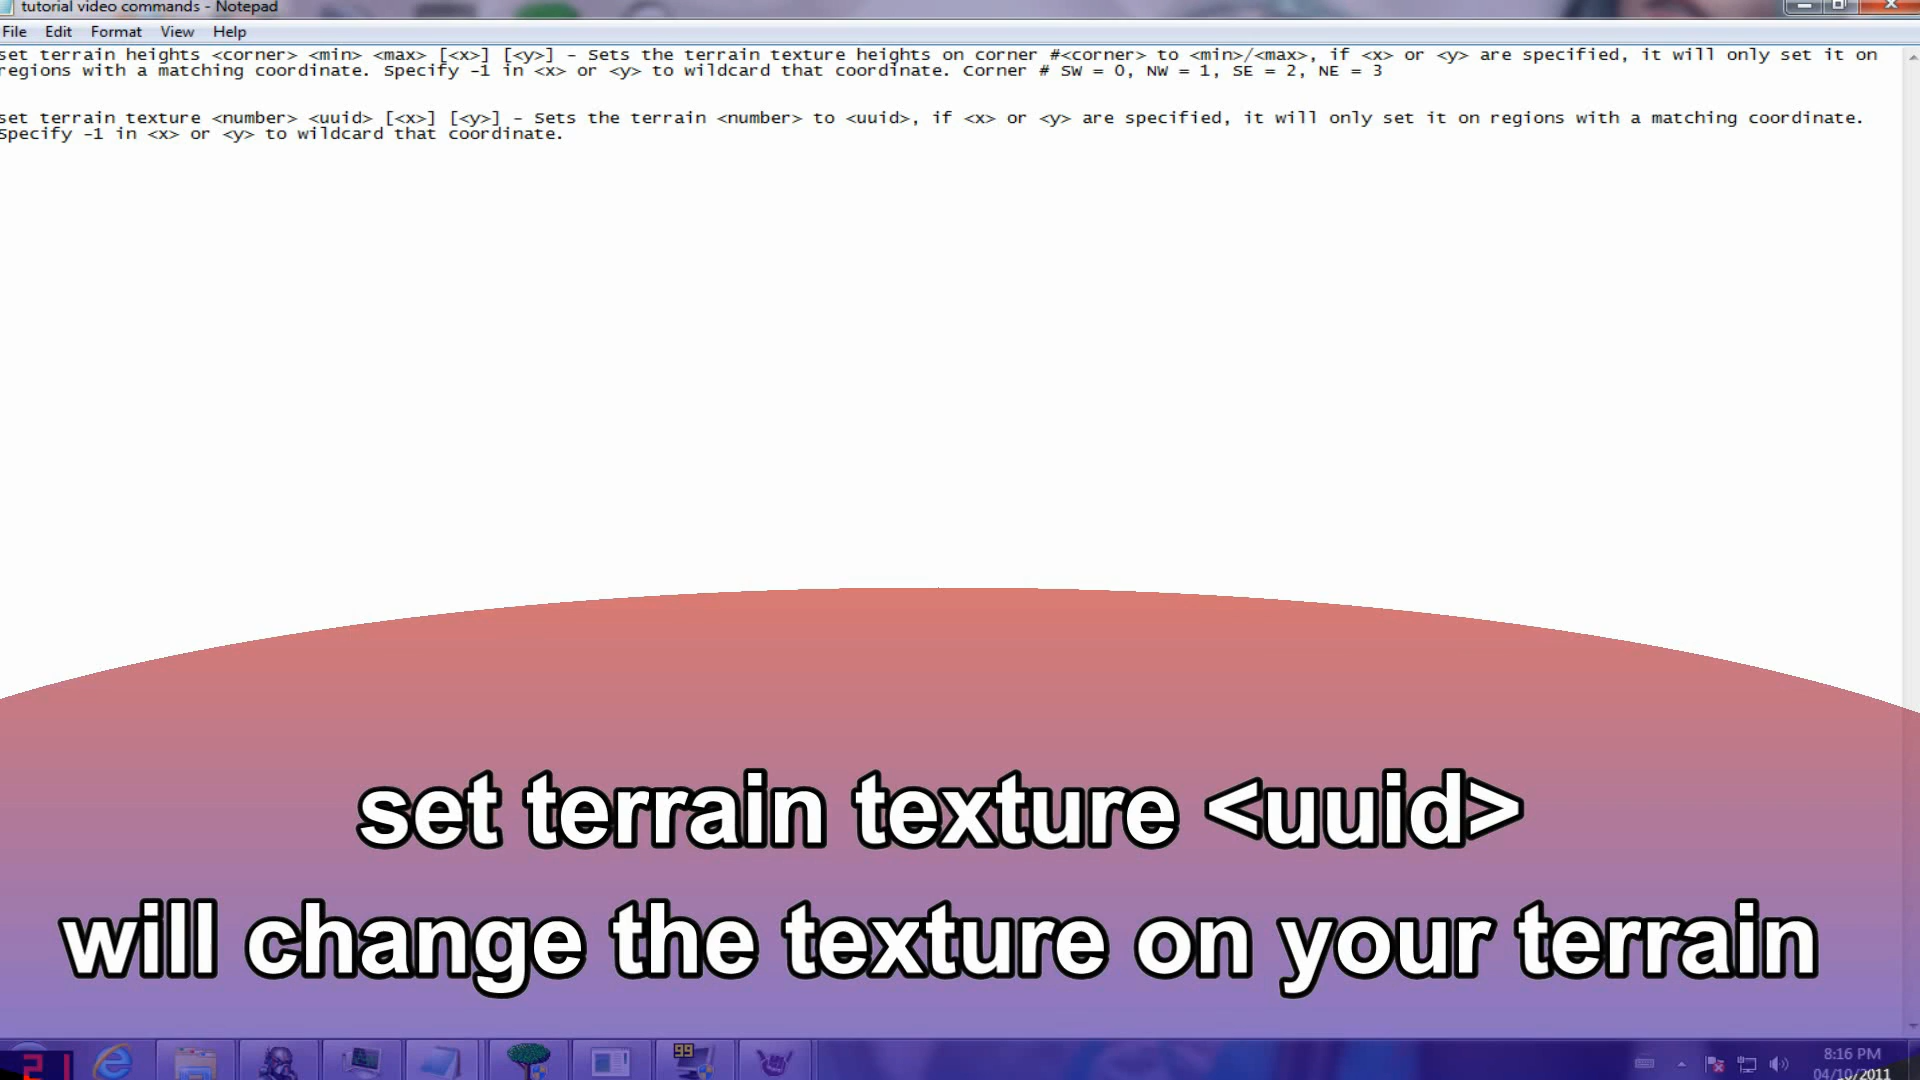 tutorial video commands - Notepad
File Edit Format View Help
set terrain heights <corner> <min> <max> [<x>] [<y>] - Sets the terrain texture heights on corner #<corner> to <min>/<max>, if <x> or <y> are specified, it will only set it on
regions with a matching coordinate. Specify -1 in <x> or <y> to wildcard that coordinate. Corner # SW = 0, NW = 1, SE = 2, NE = 3
set terrain texture <number> <uuid> [<x>] [<y>] - Sets the terrain <number> to <uuid>, if <x> or <y> are specified, it will only set it on regions with a matching coordinate.
Specify -1 in <x> or <y> to wildcard that coordinate.
set terrain texture <uuid>
will change the texture on your terrain
21
99
8:16 PM
04/10/2011